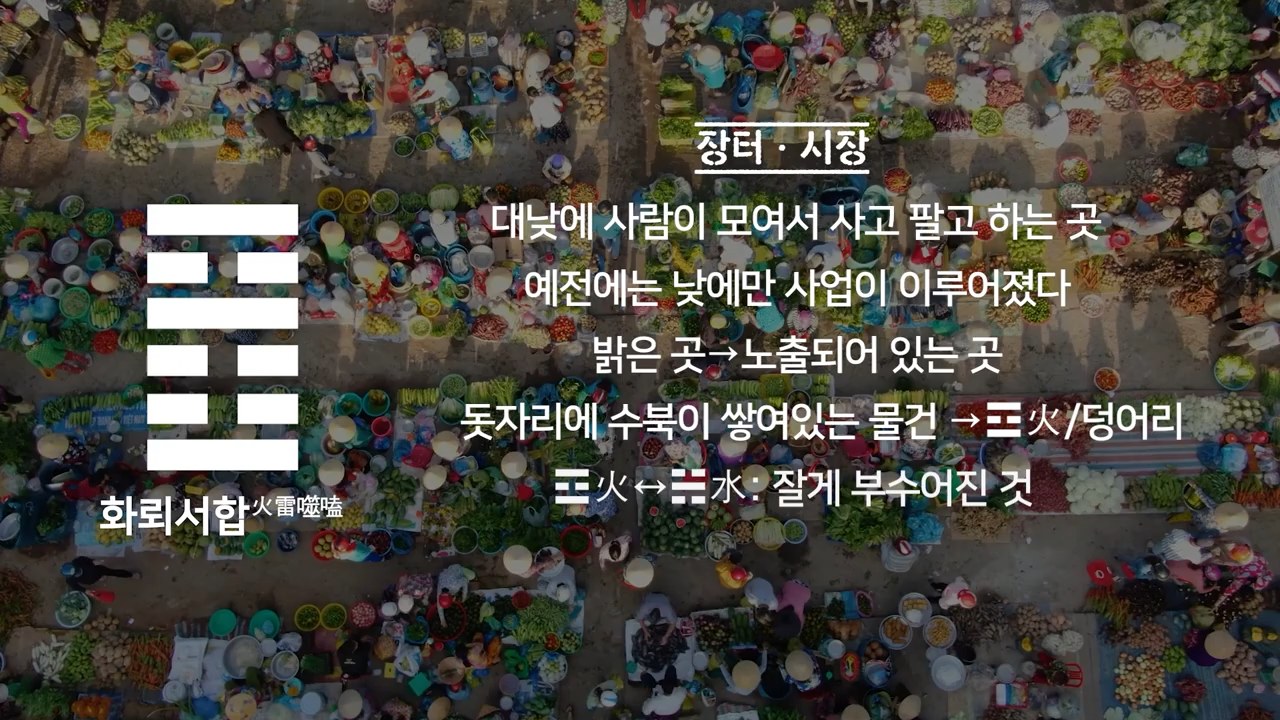 장터 · 시장
대낮에 사람이 모여서 사고 팔고 하는 곳
예전에는 낮에만 사업이 이루어졌다
밝은 곳→노출되어 있는 곳
돗자리에 수북이 쌓여있는 물건 →☲火/덩어리
☲火↔☵水: 잘게 부수어진 것
화뢰서합火雷噬嗑